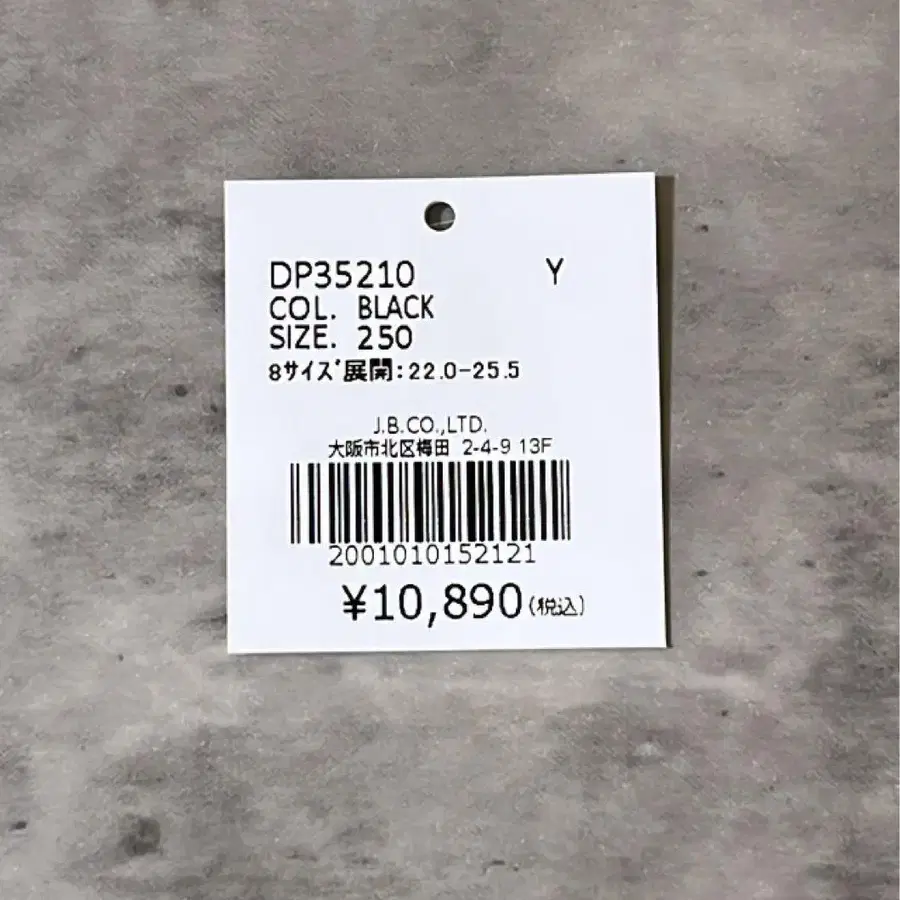 DP35210 Y
COL. BLACK
SIZE. 250
8サイズ展開:22.0-25.5
J.B.CO.,LTD.
大阪市北区梅田 2-4-9 13F
2001010152121
¥10,890(税込)